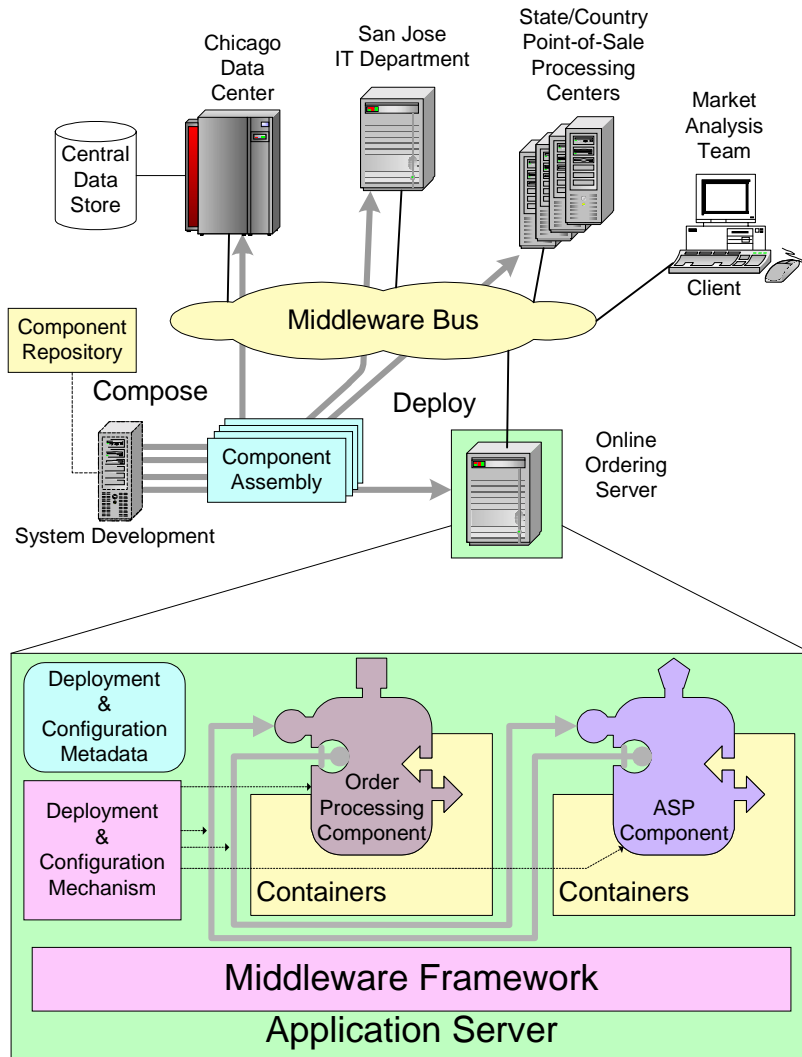 Chicago
Data
Center
San Jose
IT Department
State/Country
Point-of-Sale
Processing
Centers
Market
Analysis
Team
Central
Data
Store
Client
Middleware Bus
Component
Repository
Compose
Deploy
Component
Assembly
Online
Ordering
Server
System Development
Deployment
&
Configuration
Metadata
Deployment
&
Configuration
Mechanism
Order
Processing
Component
ASP
Component
Containers
Containers
Middleware Framework
Application Server